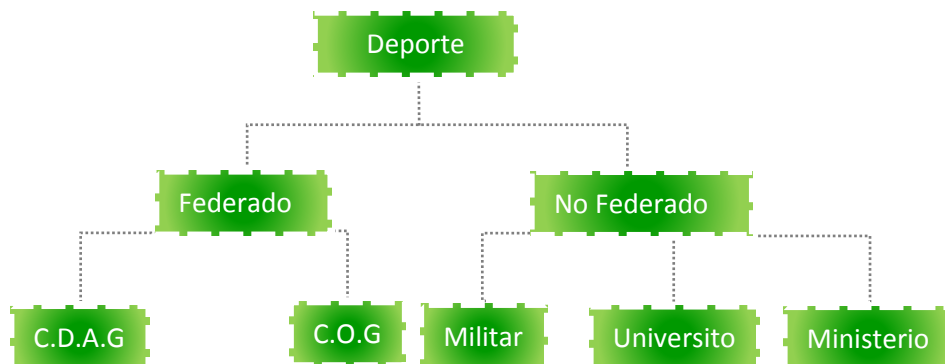 Deporte
Federado
No Federado
C.D.A.G
C.O.G
Militar
Universito
Ministerio